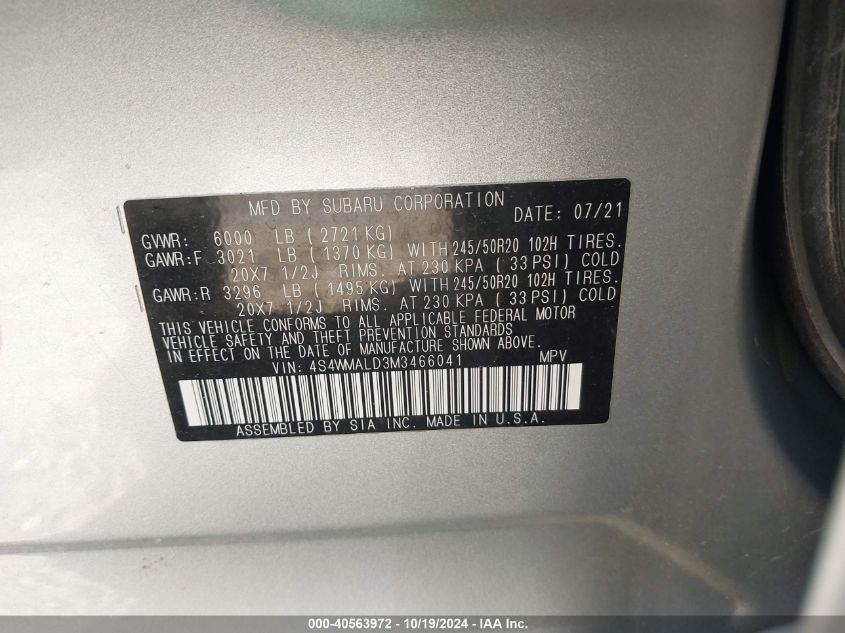 MFD BY SUBARU CORPORATION DATE: 07/21
GVWR: 6000 LB ( 2721 KG)
GAWR:F 3021 LB ( 1370 KG) WITH 245/50R20 102H TIRES.
20X7 1/2J RIMS. AT 230 KPA ( 33 PSI) COLD
GAWR:R 3296 LB ( 1495 KG) WITH 245/50R20 102H TIRES.
20X7 1/2J RIMS. AT 230 KPA ( 33 PSI) COLD
THIS VEHICLE CONFORMS TO ALL APPLICABLE FEDERAL MOTOR
VEHICLE SAFETY AND THEFT PREVENTION STANDARDS
IN EFFECT ON THE DATE OF MANUFACTURE SHOWN ABOVE.
VIN: 4S4WMALD3M3466041 MPV
ASSEMBLED BY SIA INC. MADE IN U.S.A.
000-40563972 - 10/19/2024 - IAA Inc.